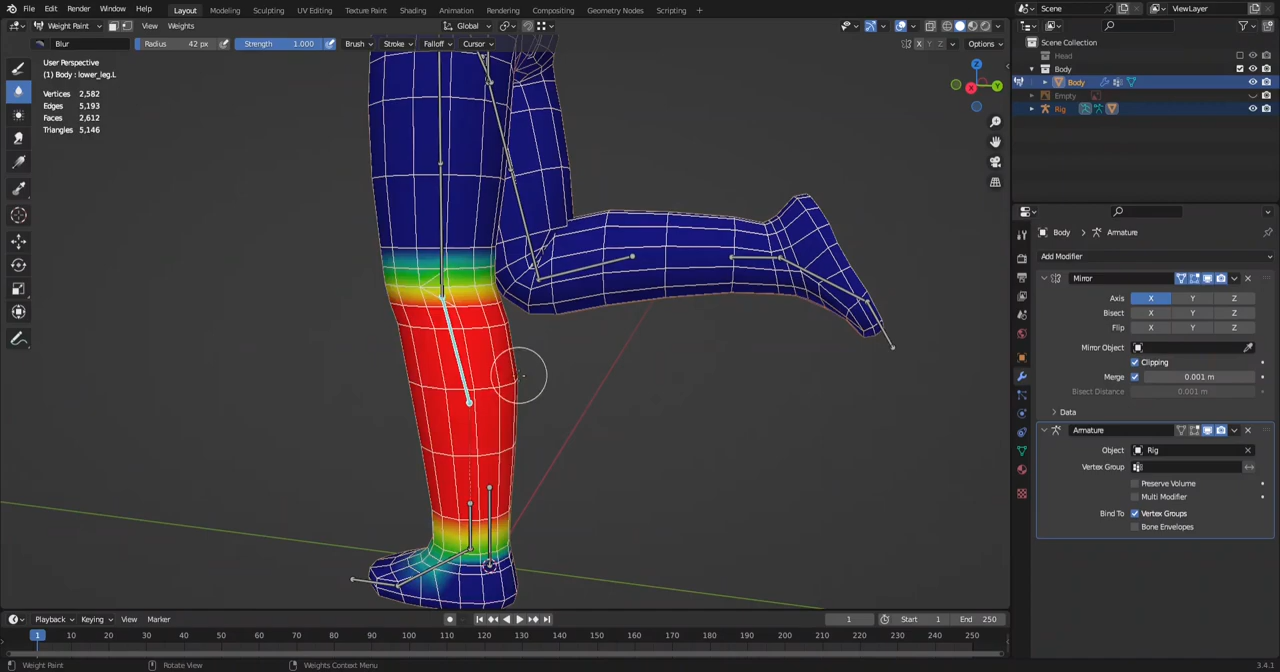 File Edit Render Window Help Layout Modeling Sculpting UV Editing Texture Paint Shading Animation Rendering Compositing Geometry Nodes Scripting + Scene ViewLayer
Weight Paint View Weights Global
Blur Radius 42 px Strength 1.000 Brush Stroke Falloff Cursor X Y Z Options
User Perspective
(1) Body : lower_leg.L
Vertices 2,582
Edges 5,193
Faces 2,612
Triangles 5,146
Z
Y
X
Scene Collection
Head
Body
Body
Empty
Rig
Body > Armature
Add Modifier
Mirror
Axis X Y Z
Bisect X Y Z
Flip X Y Z
Mirror Object
Clipping
Merge 0.001 m
Bisect Distance 0.001 m
Data
Armature
Object Rig
Vertex Group
Preserve Volume
Multi Modifier
Bind To Vertex Groups
Bone Envelopes
Playback Keying View Marker 1 Start 1 End 250
1 10 20 30 40 50 60 70 80 90 100 110 120 130 140 150 160 170 180 190 200 210 220 230 240 250
Weight Paint Rotate View Weights Context Menu 3.4.1